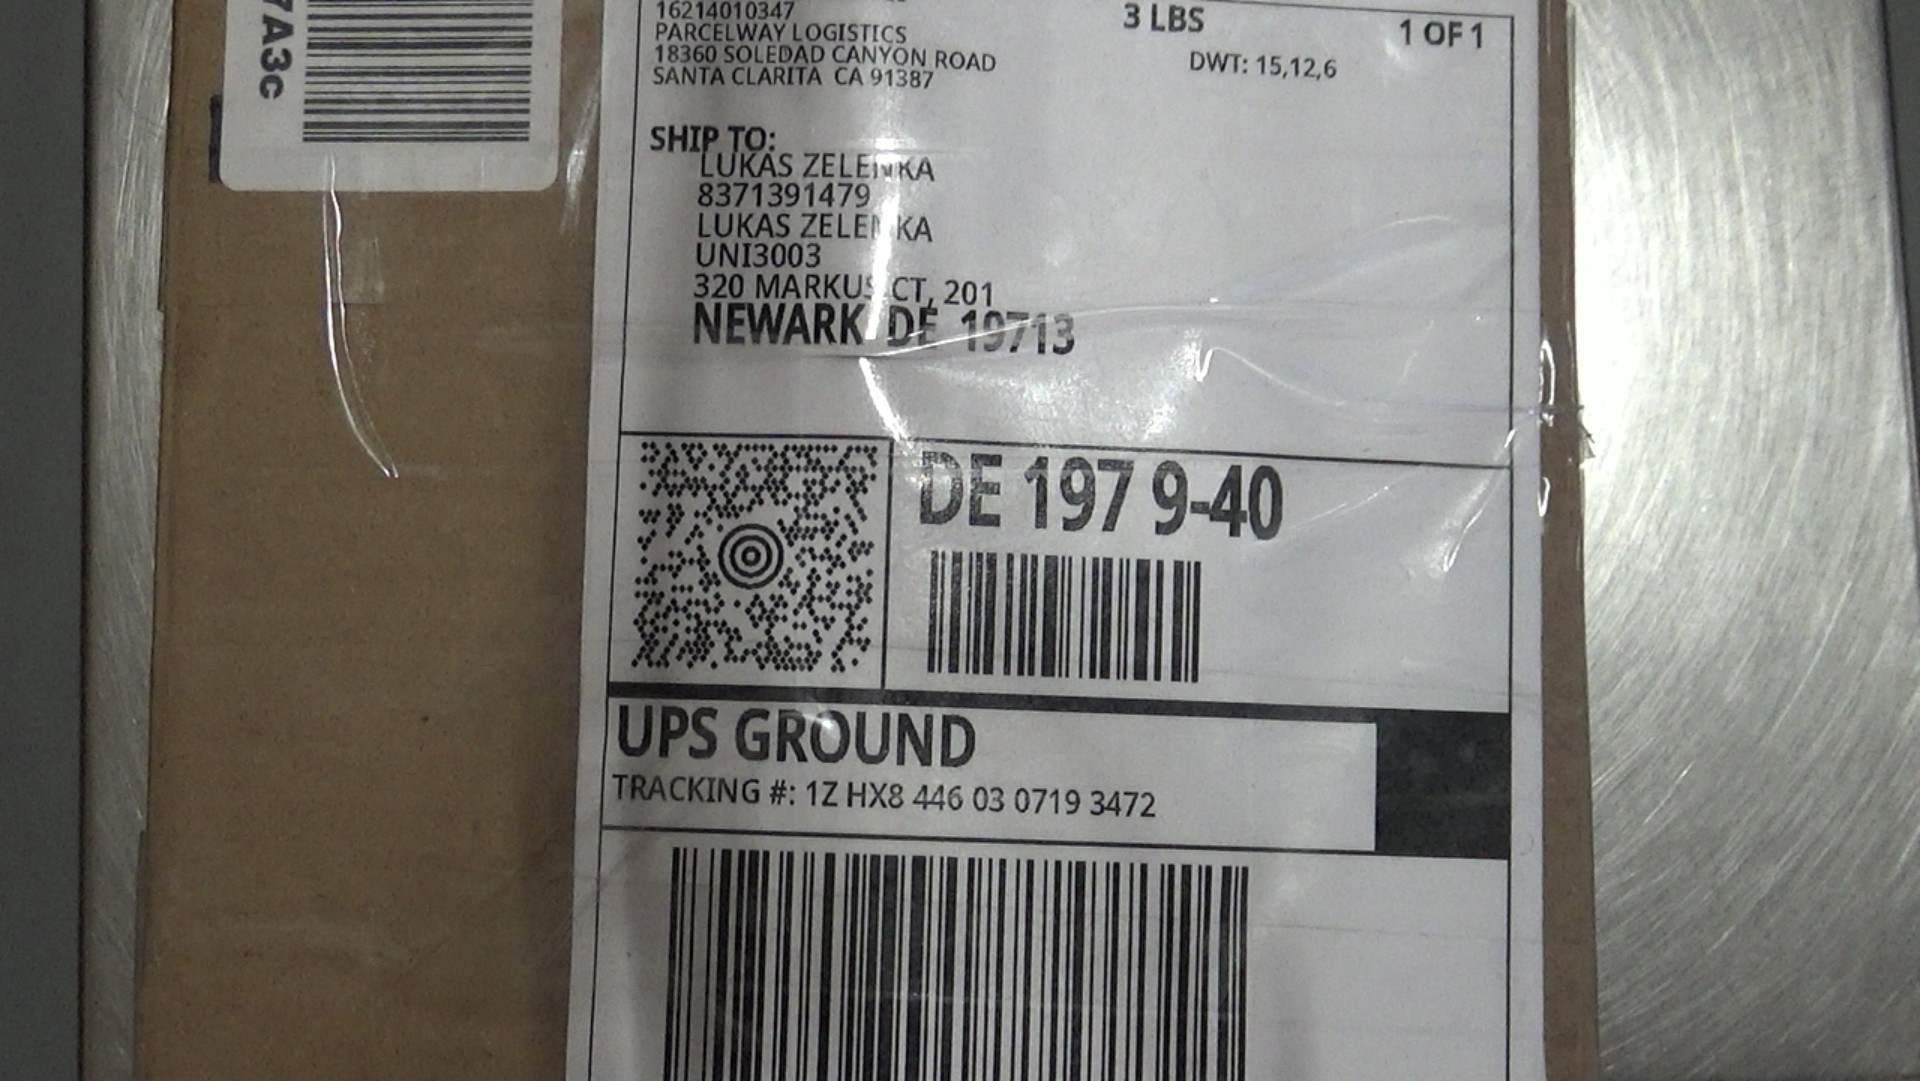 7A3c
16214010347
PARCELWAY LOGISTICS
18360 SOLEDAD CANYON ROAD
SANTA CLARITA CA 91387
3 LBS
1 OF 1
DWT: 15,12,6
SHIP TO:
LUKAS ZELENKA
8371391479
LUKAS ZELENKA
UNI3003
320 MARKUS CT, 201
NEWARK DE 19713
DE 197 9-40
UPS GROUND
TRACKING #: 1Z HX8 446 03 0719 3472